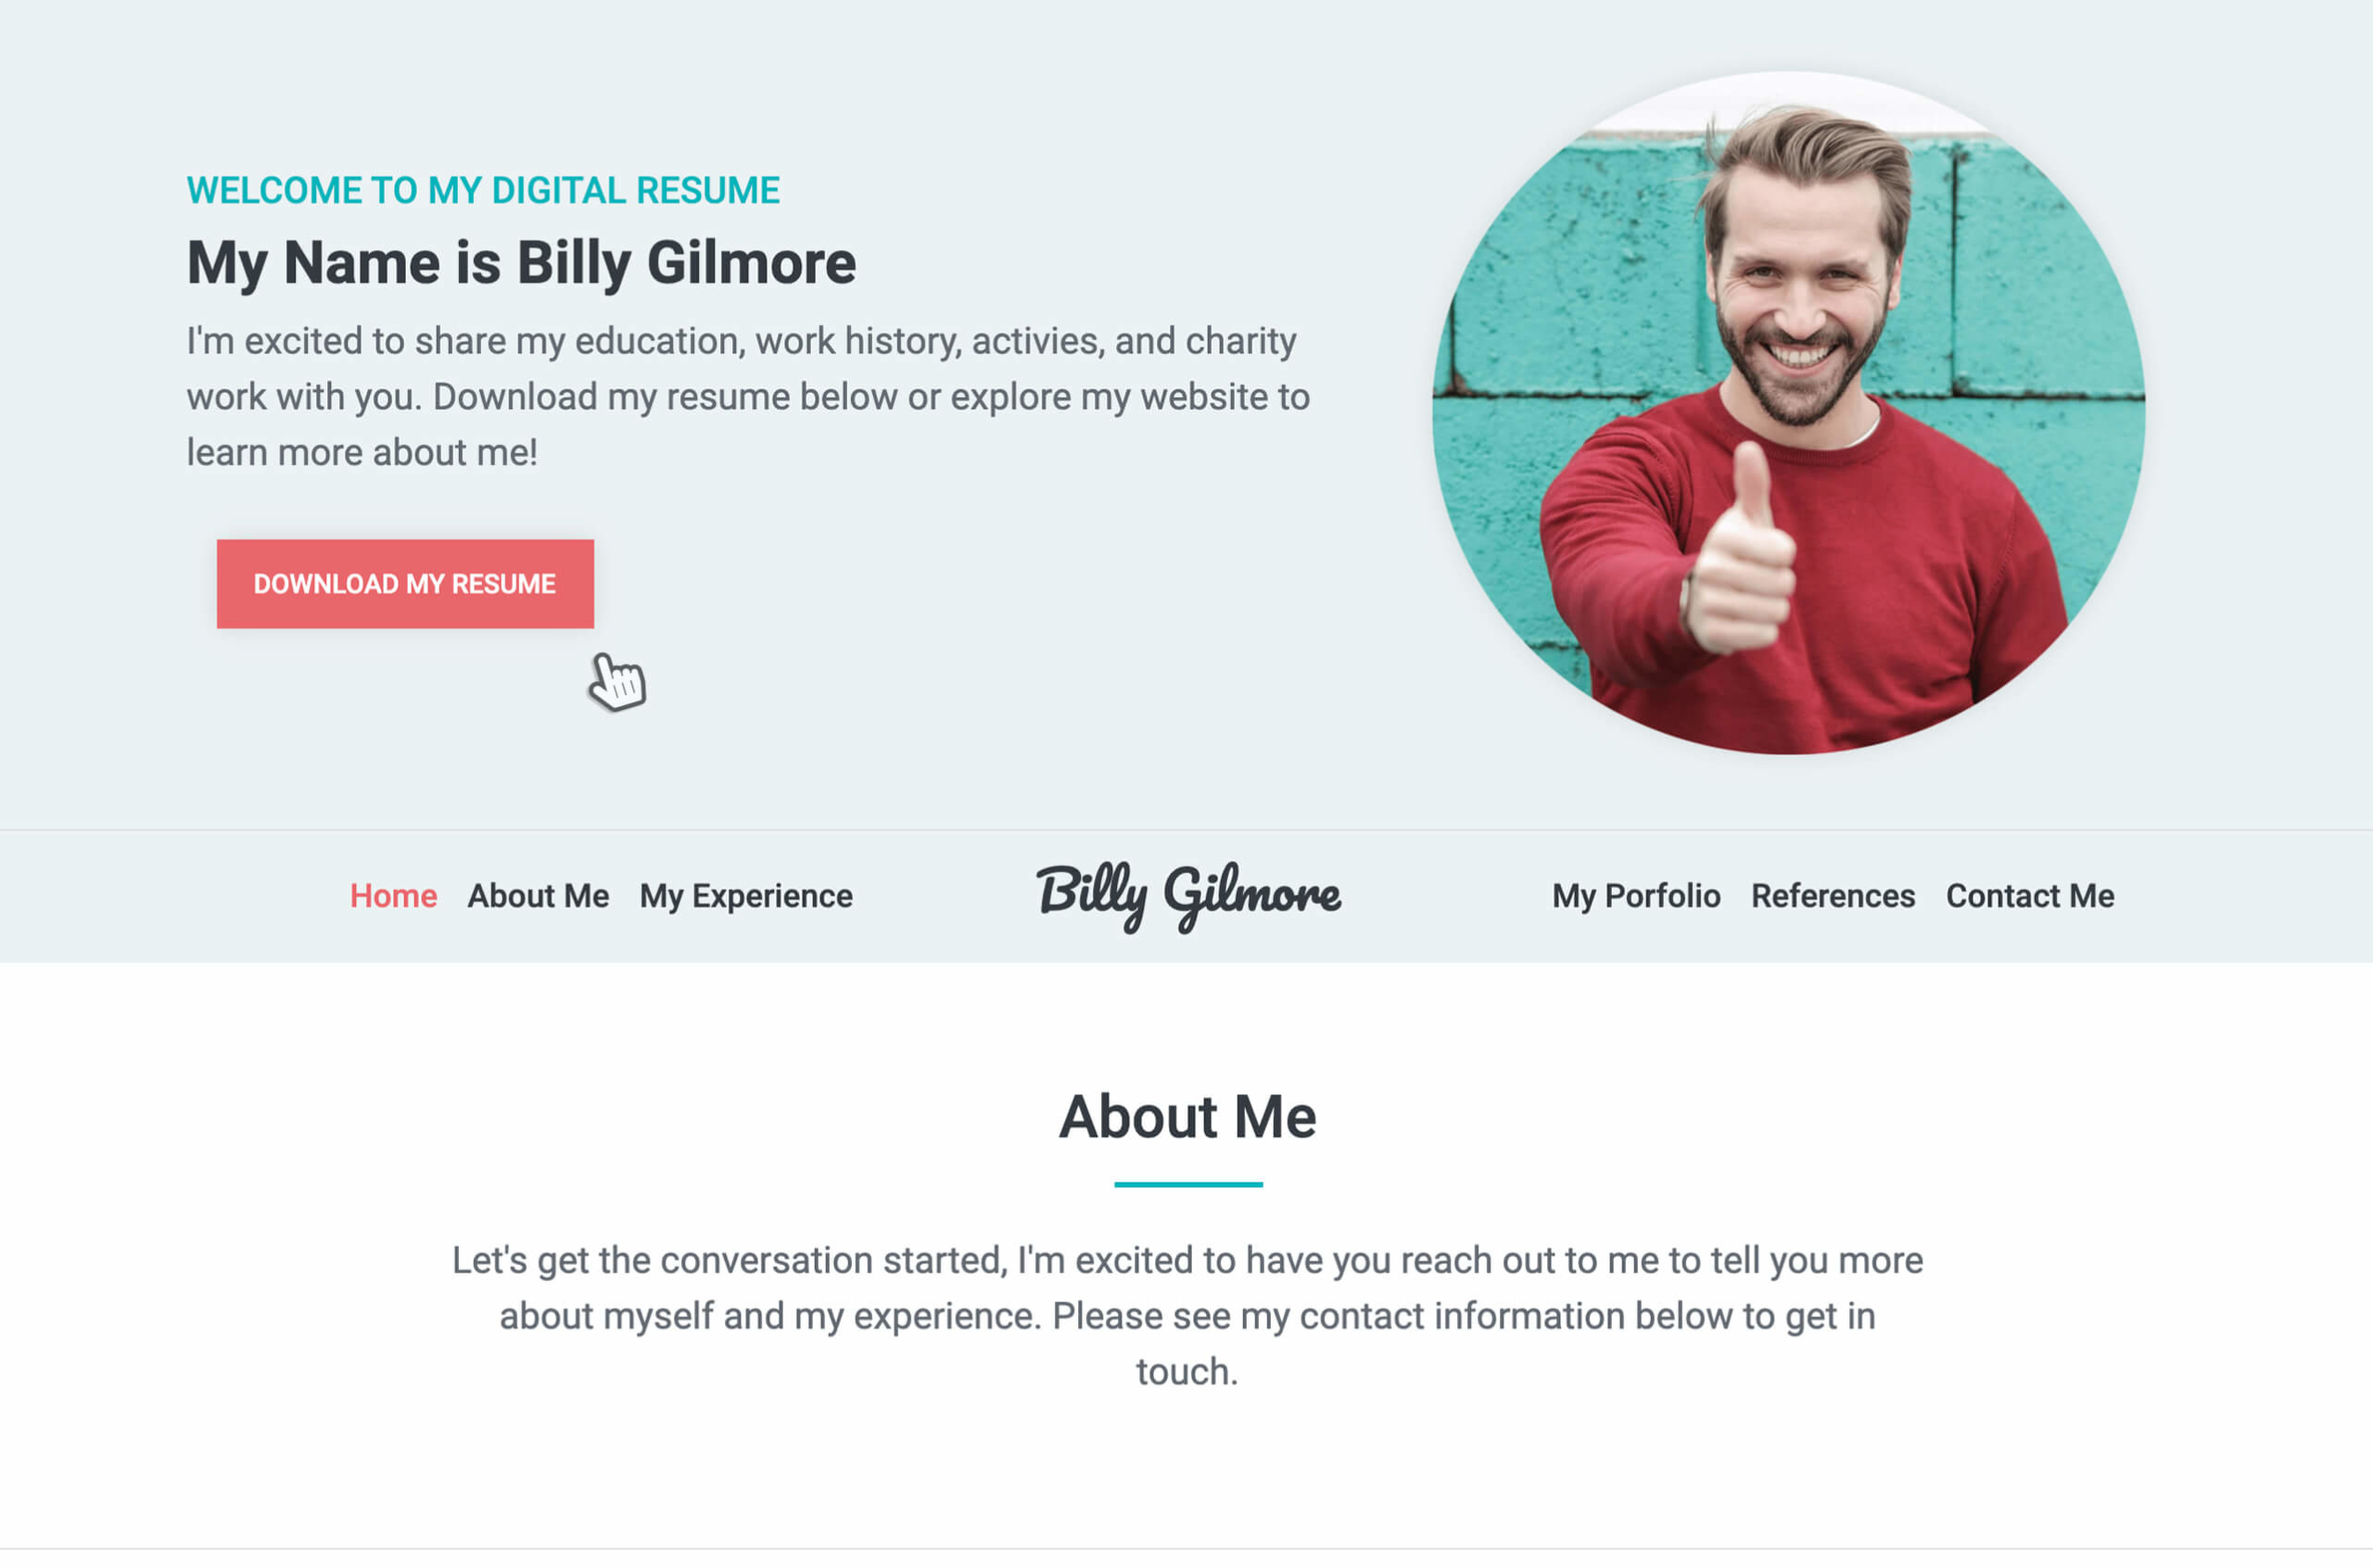 WELCOME TO MY DIGITAL RESUME
My Name is Billy Gilmore
I'm excited to share my education, work history, activies, and charity
work with you. Download my resume below or explore my website to
learn more about me!
DOWNLOAD MY RESUME
Home About Me My Experience Billy Gilmore My Porfolio References Contact Me
About Me
Let's get the conversation started, I'm excited to have you reach out to me to tell you more
about myself and my experience. Please see my contact information below to get in
touch.